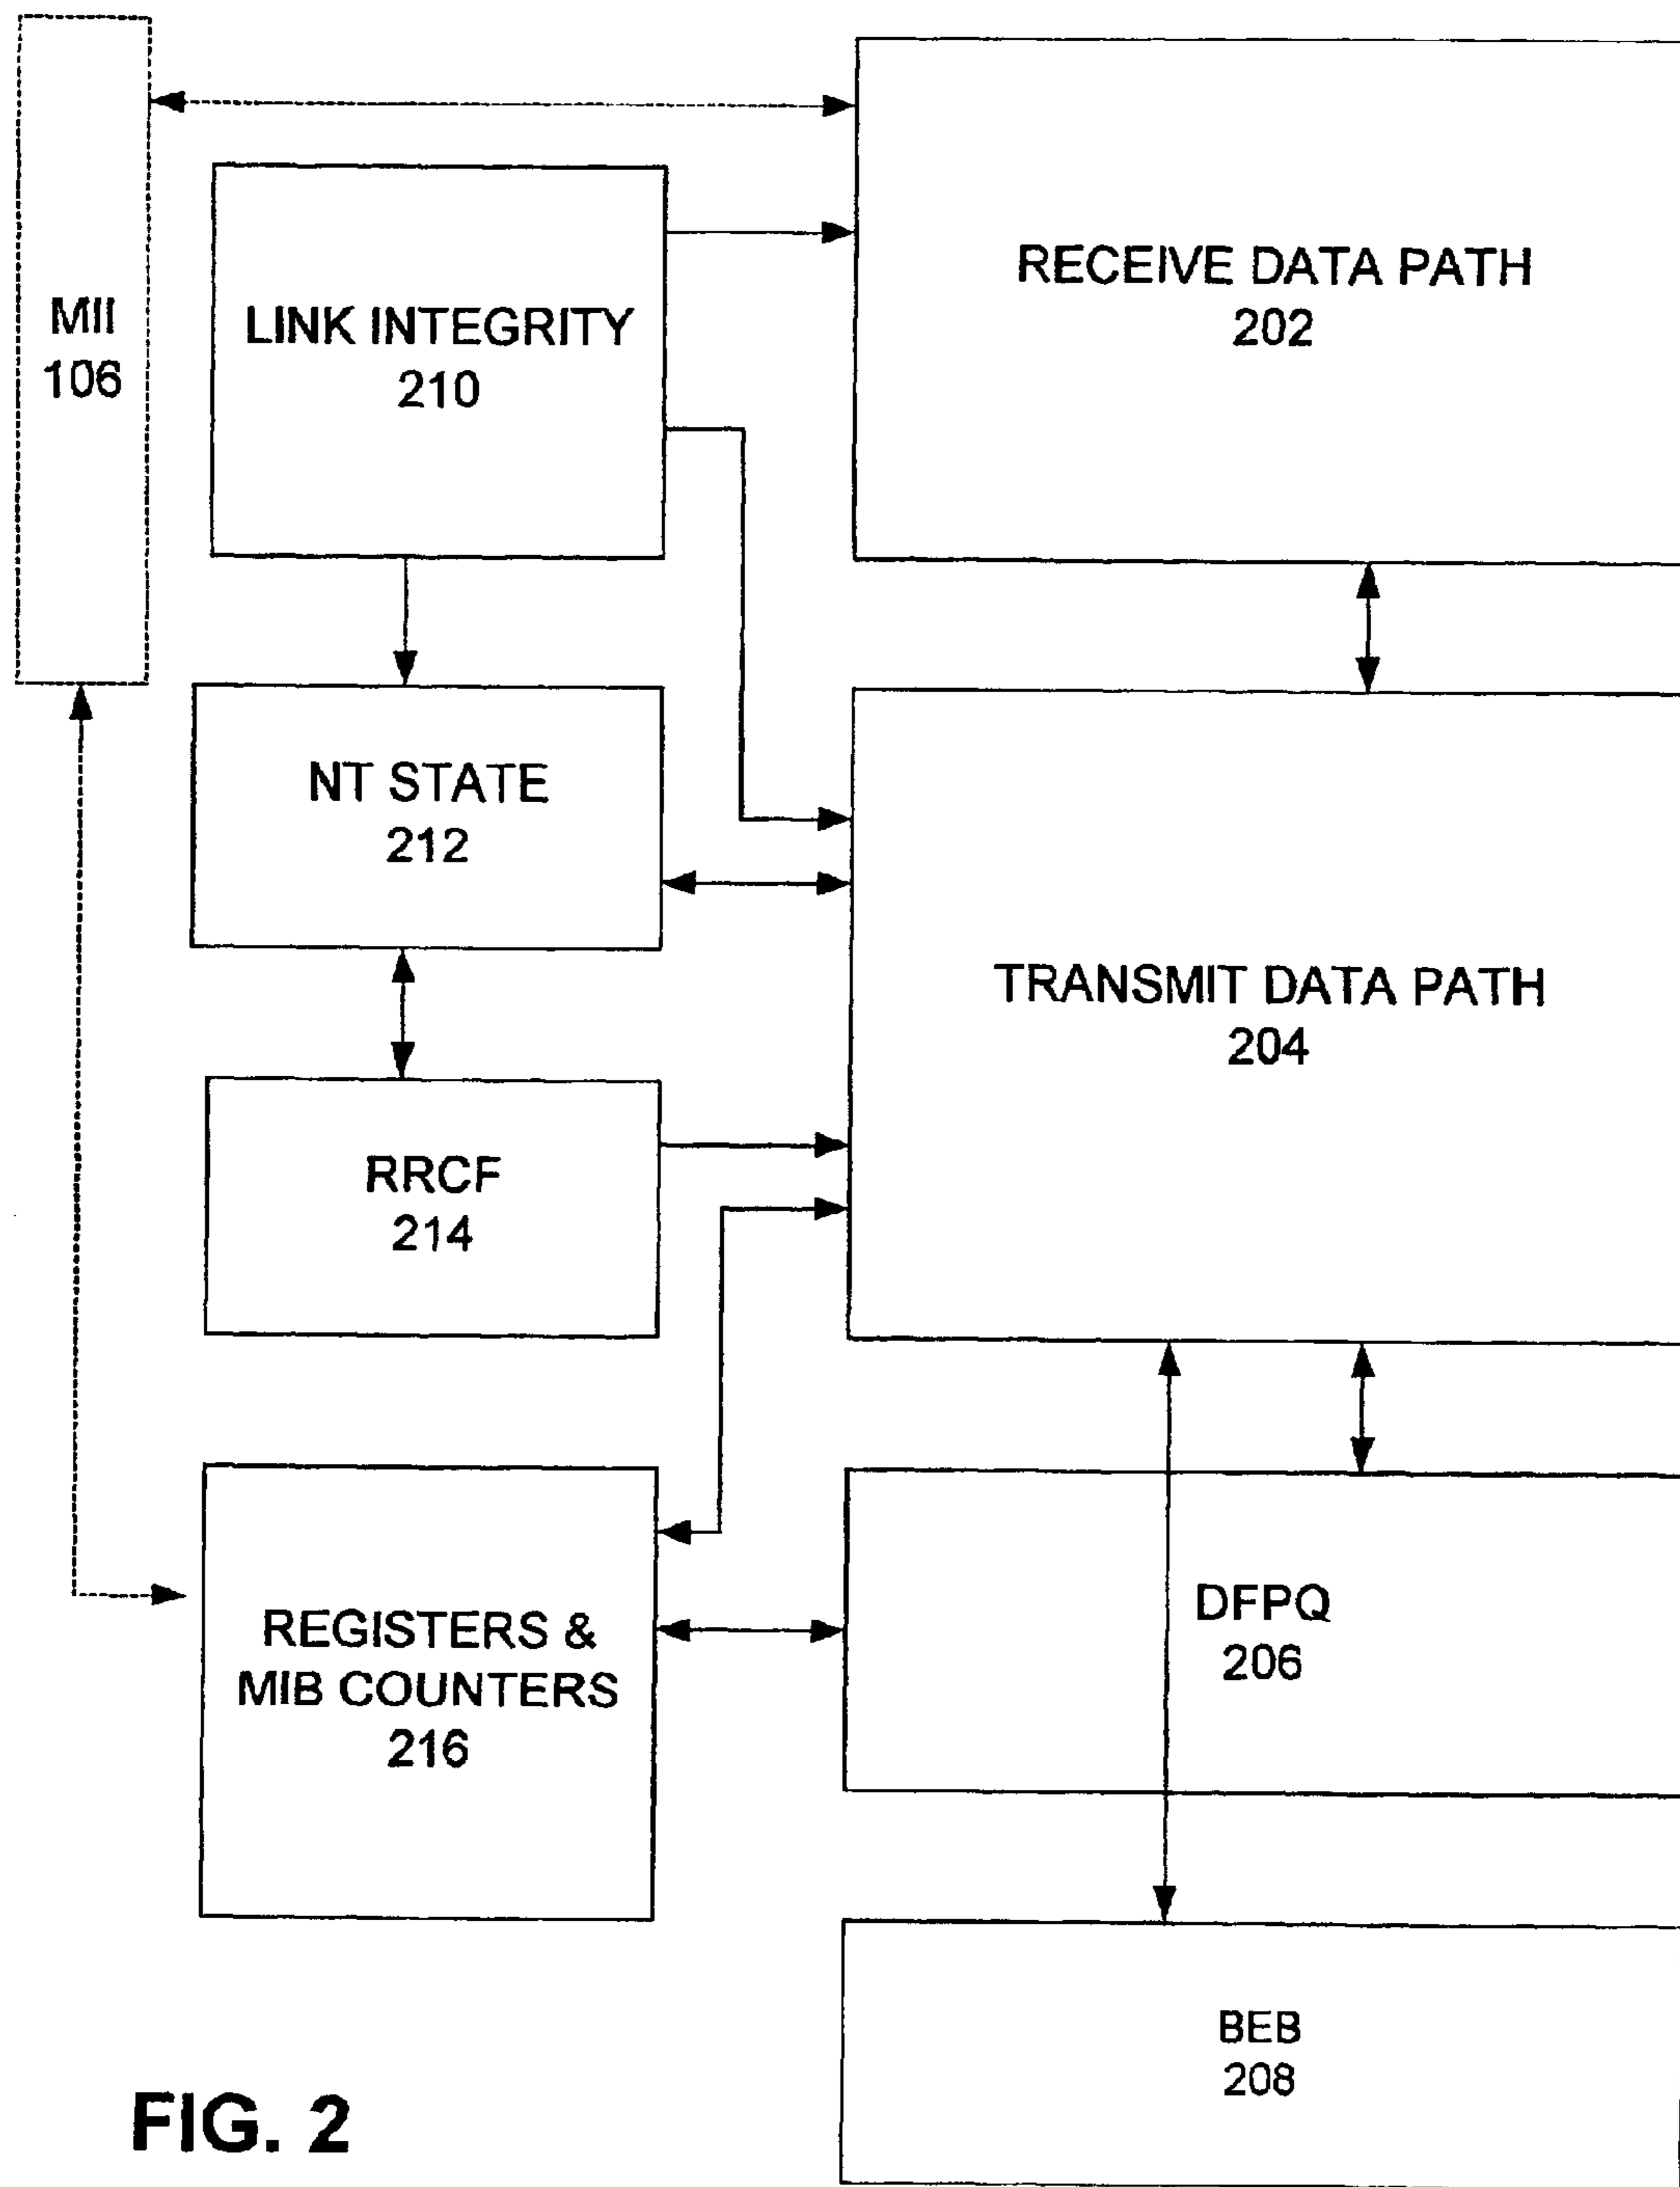 MII
106
LINK INTEGRITY
210
RECEIVE DATA PATH
202
NT STATE
212
TRANSMIT DATA PATH
204
RRCF
214
REGISTERS &
MIB COUNTERS
216
DFPQ
206
BEB
208
FIG. 2